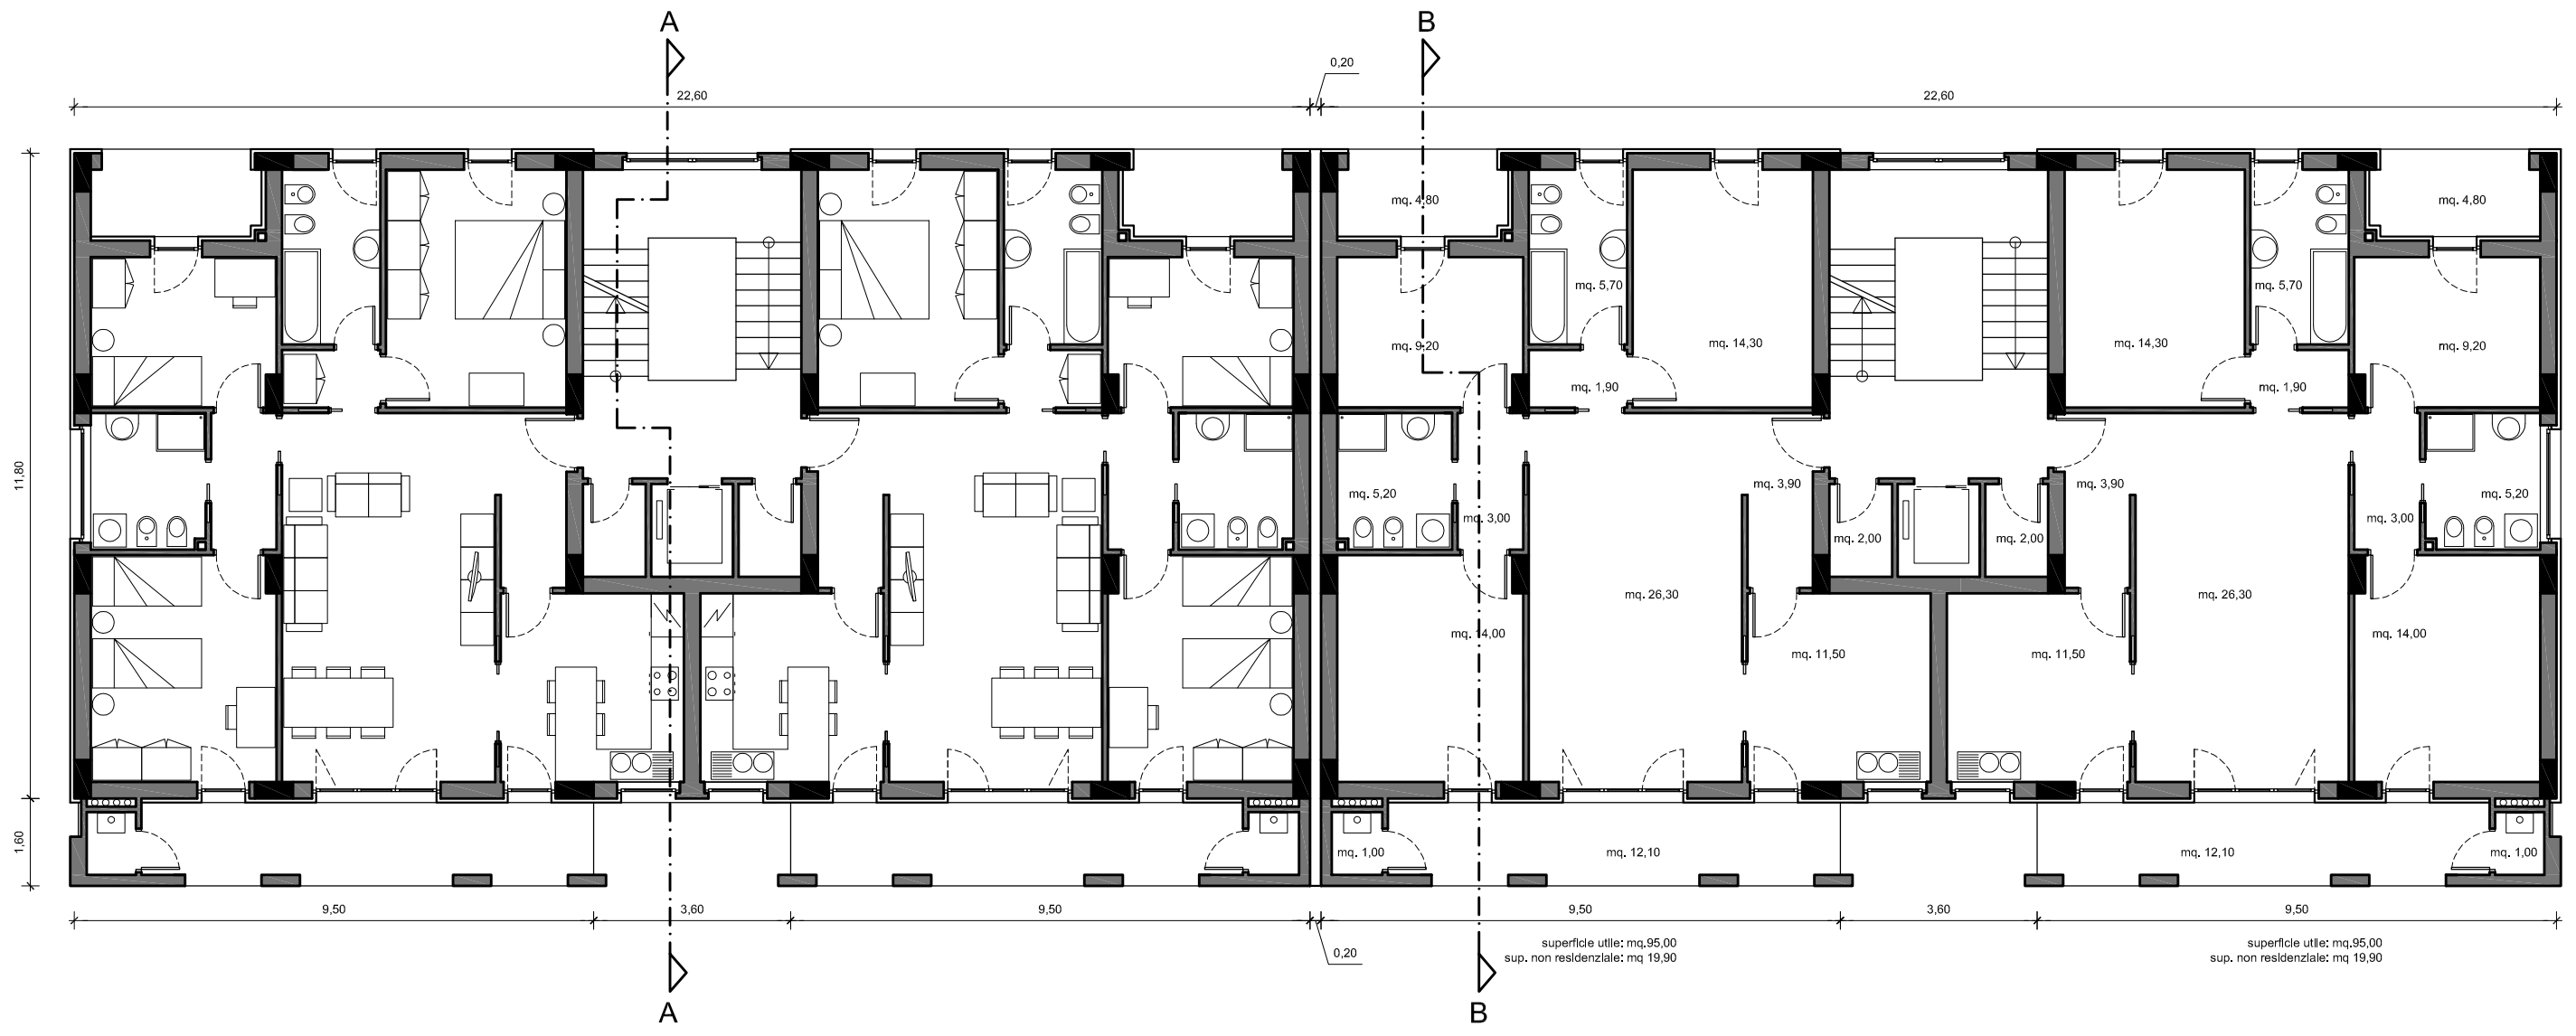 A
B
0,20
22,60
22,60
mq. 4,80
mq. 4,80
mq. 5,70
mq. 5,70
mq. 9,20
mq. 14,30
mq. 14,30
mq. 9,20
mq. 1,90
mq. 1,90
11,80
mq. 5,20
mq. 3,90
mq. 3,90
mq. 5,20
mq. 3,00
mq. 3,00
mq. 2,00
mq. 2,00
mq. 26,30
mq. 26,30
mq. 14,00
mq. 14,00
mq. 11,50
mq. 11,50
1,60
mq. 1,00
mq. 12,10
mq. 12,10
mq. 1,00
9,50
3,60
9,50
9,50
3,60
9,50
0,20
superficie utile: mq.95,00
sup. non residenziale: mq 19,90
superficie utile: mq.95,00
sup. non residenziale: mq 19,90
A
B